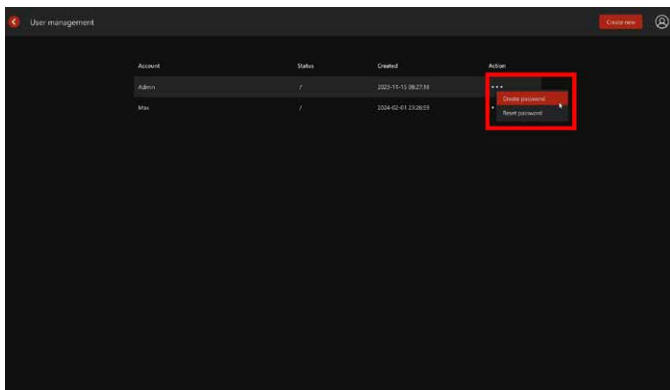 User management
Create new
Account Status Created Action
Admin / 2023-11-15 08:27:18 •••
Create password
Max / 2024-02-01 23:26:59
Reset password